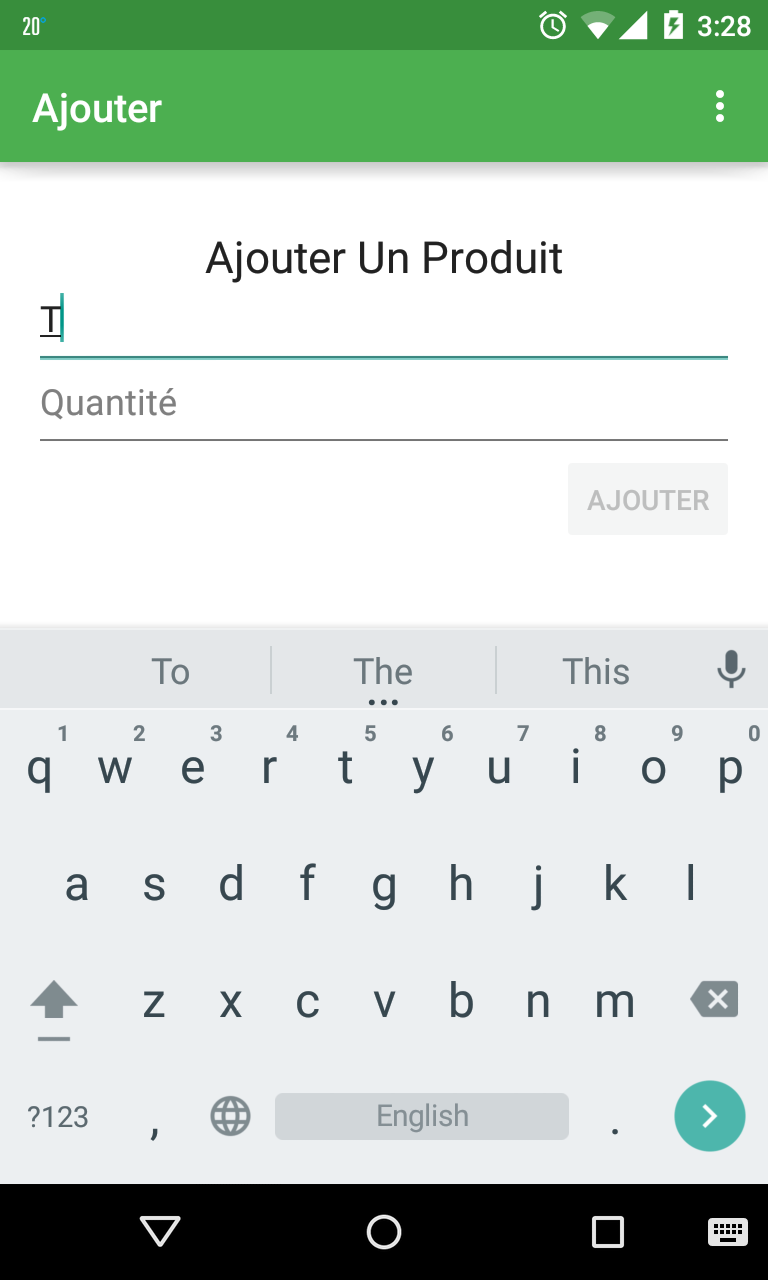 20° 3:28
Ajouter
Ajouter Un Produit
T
Quantité
AJOUTER
To The This
1 2 3 4 5 6 7 8 9 0
q w e r t y u i o p
a s d f g h j k l
z x c v b n m
?123 , English .